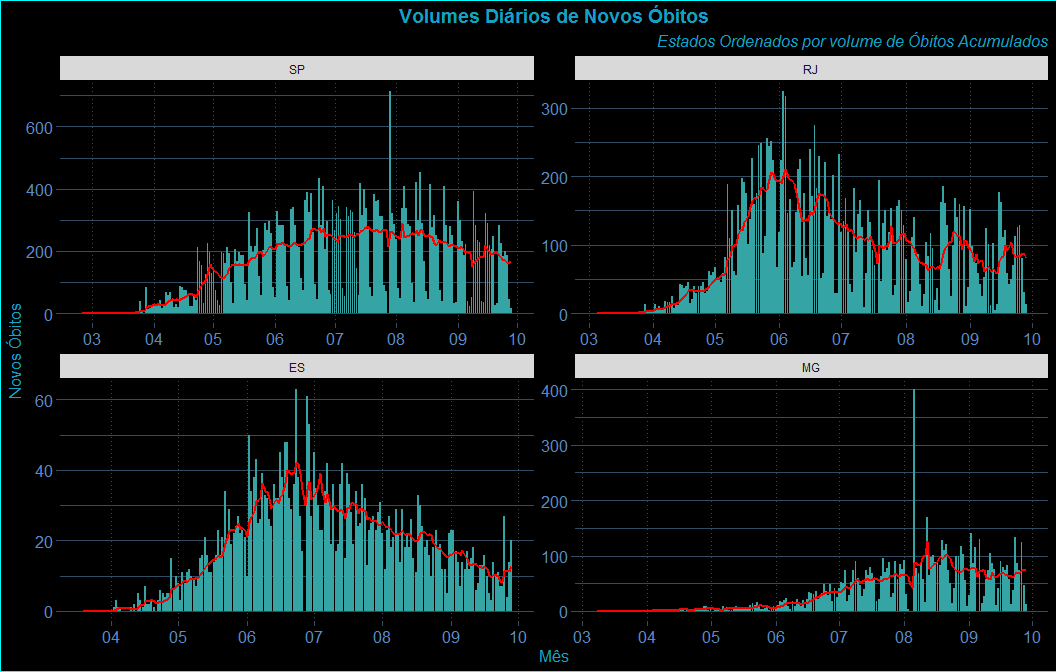 Volumes Diários de Novos Óbitos
Estados Ordenados por volume de Óbitos Acumulados
SP
600
400
200
0
03 04 05 06 07 08 09 10
RJ
300
200
100
0
03 04 05 06 07 08 09 10
Novos Óbitos
ES
60
40
20
0
04 05 06 07 08 09 10
MG
400
300
200
100
0
03 04 05 06 07 08 09 10
Mês